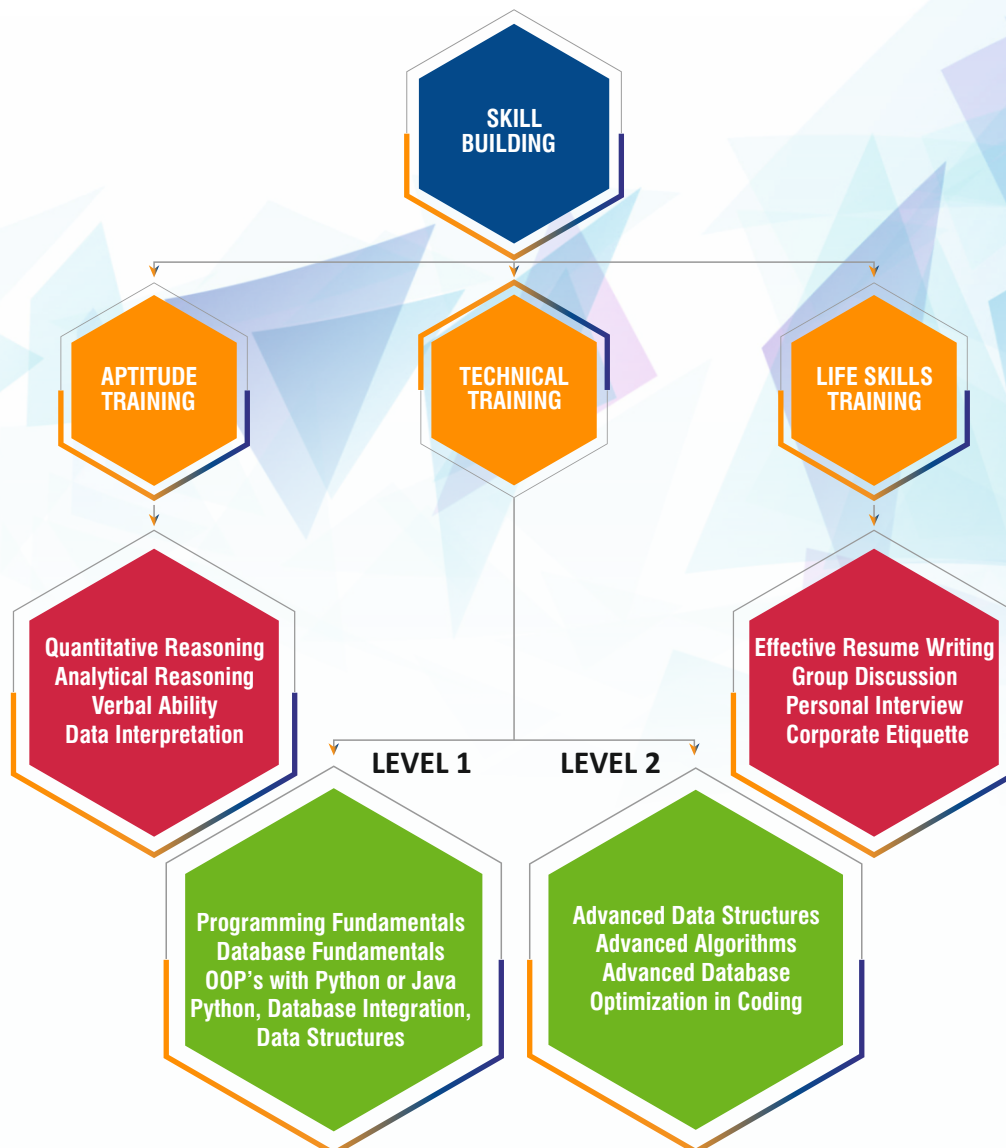 SKILL
BUILDING
APTITUDE
TRAINING
TECHNICAL
TRAINING
LIFE SKILLS
TRAINING
Quantitative Reasoning
Analytical Reasoning
Verbal Ability
Data Interpretation
Effective Resume Writing
Group Discussion
Personal Interview
Corporate Etiquette
LEVEL 1
LEVEL 2
Programming Fundamentals
Database Fundamentals
OOP's with Python or Java
Python, Database Integration,
Data Structures
Advanced Data Structures
Advanced Algorithms
Advanced Database
Optimization in Coding